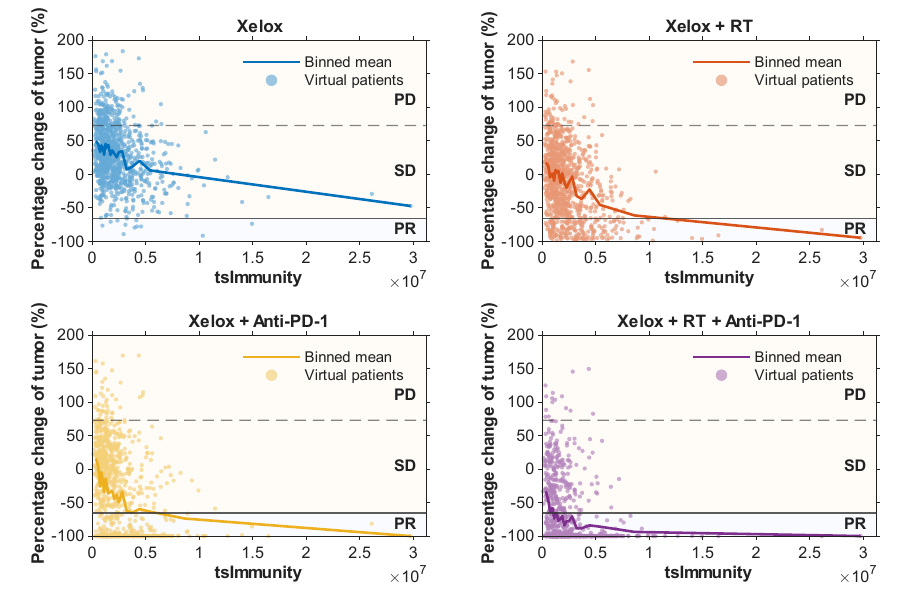 Xelox
Percentage change of tumor (%)
200
150
100
50
0
-50
-100
Binned mean
Virtual patients
PD
SD
PR
0 0.5 1 1.5 2 2.5 3
tsImmunity
×10^7
Xelox + RT
Percentage change of tumor (%)
200
150
100
50
0
-50
-100
Binned mean
Virtual patients
PD
SD
PR
0 0.5 1 1.5 2 2.5 3
tsImmunity
×10^7
Xelox + Anti-PD-1
Percentage change of tumor (%)
200
150
100
50
0
-50
-100
Binned mean
Virtual patients
PD
SD
PR
0 0.5 1 1.5 2 2.5 3
tsImmunity
×10^7
Xelox + RT + Anti-PD-1
Percentage change of tumor (%)
200
150
100
50
0
-50
-100
Binned mean
Virtual patients
PD
SD
PR
0 0.5 1 1.5 2 2.5 3
tsImmunity
×10^7